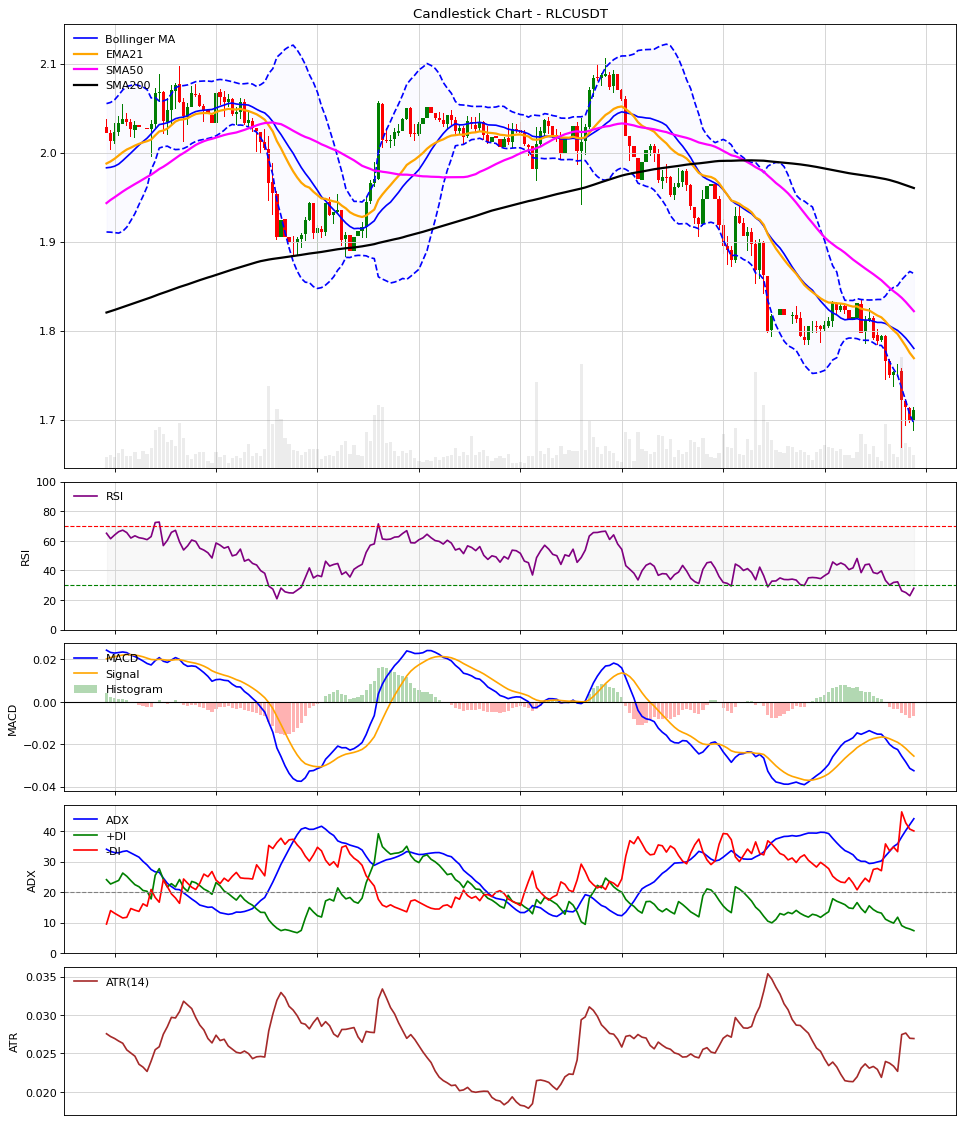 Candlestick Chart - RLCUSDT
Bollinger MA
EMA21
SMA50
SMA200
2.1
2.0
1.9
1.8
1.7
RSI
RSI
100
80
60
40
20
0
MACD
MACD
Signal
Histogram
0.02
0.00
−0.02
−0.04
ADX
ADX
+DI
-DI
40
30
20
10
0
ATR
ATR(14)
0.035
0.030
0.025
0.020